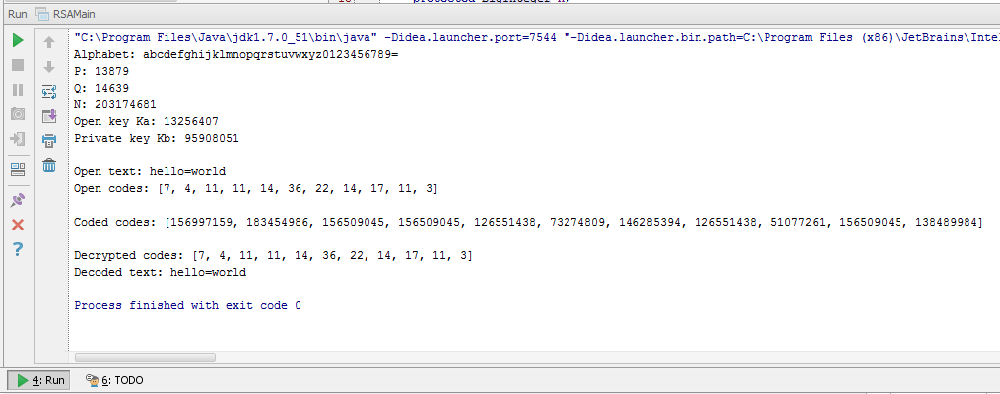 Run RSAMain
"C:\Program Files\Java\jdk1.7.0_51\bin\java" -Didea.launcher.port=7544 "-Didea.launcher.bin.path=C:\Program Files (x86)\JetBrains\Inte
Alphabet: abcdefghijklmnopqrstuvwxyz0123456789=
P: 13879
Q: 14639
N: 203174681
Open key Ka: 13256407
Private key Kb: 95908051
Open text: hello=world
Open codes: [7, 4, 11, 11, 14, 36, 22, 14, 17, 11, 3]
Coded codes: [156997159, 183454986, 156509045, 156509045, 126551438, 73274809, 146285394, 126551438, 51077261, 156509045, 138489984]
Decrypted codes: [7, 4, 11, 11, 14, 36, 22, 14, 17, 11, 3]
Decoded text: hello=world
Process finished with exit code 0
4: Run 6: TODO